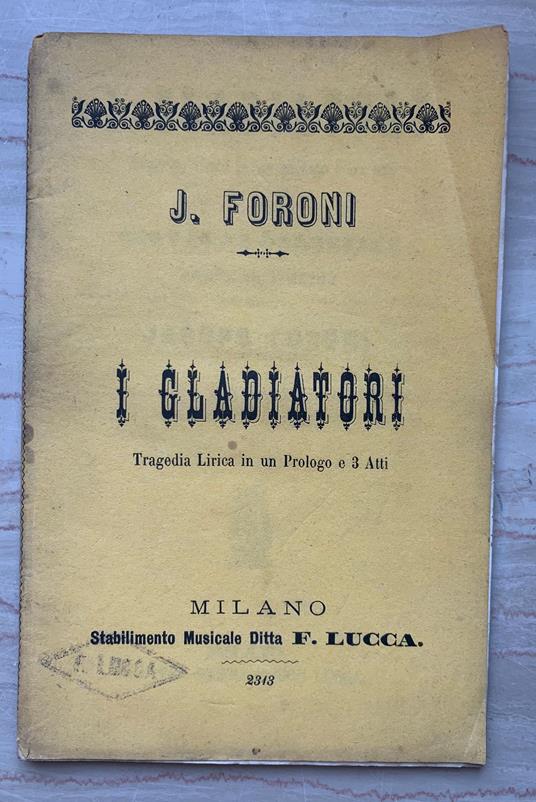 J. FORONI
I GLADIATORI
Tragedia Lirica in un Prologo e 3 Atti
MILANO
Stabilimento Musicale Ditta F. LUCCA.
F. LUCCA
2313